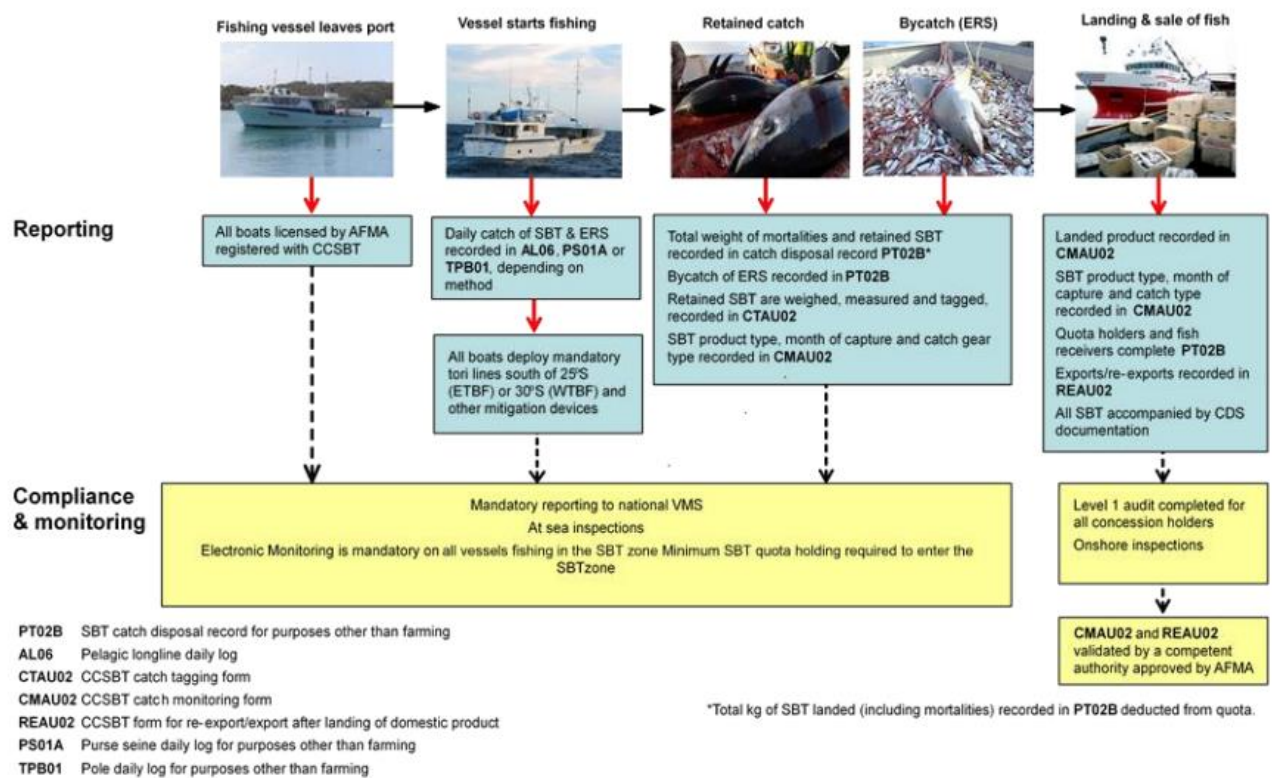 Fishing vessel leaves port
Vessel starts fishing
Retained catch
Bycatch (ERS)
Landing & sale of fish
Reporting
All boats licensed by AFMA
registered with CCSBT
Daily catch of SBT & ERS
recorded in AL06, PS01A or
TPB01, depending on
method
All boats deploy mandatory
tori lines south of 25ºS
(ETBF) or 30ºS (WTBF) and
other mitigation devices
Total weight of mortalities and retained SBT
recorded in catch disposal record PT02B*
Bycatch of ERS recorded in PT02B
Retained SBT are weighed, measured and tagged,
recorded in CTAU02
SBT product type, month of capture and catch gear
type recorded in CMAU02
Landed product recorded in
CMAU02
SBT product type, month of
capture and catch type
recorded in CMAU02
Quota holders and fish
receivers complete PT02B
Exports/re-exports recorded in
REAU02
All SBT accompanied by CDS
documentation
Compliance
& monitoring
Mandatory reporting to national VMS
At sea inspections
Electronic Monitoring is mandatory on all vessels fishing in the SBT zone Minimum SBT quota holding required to enter the
SBTzone
Level 1 audit completed for
all concession holders
Onshore inspections
CMAU02 and REAU02
validated by a competent
authority approved by AFMA
PT02B SBT catch disposal record for purposes other than farming
AL06 Pelagic longline daily log
CTAU02 CCSBT catch tagging form
CMAU02 CCSBT catch monitoring form
REAU02 CCSBT form for re-export/export after landing of domestic product
PS01A Purse seine daily log for purposes other than farming
TPB01 Pole daily log for purposes other than farming
*Total kg of SBT landed (including mortalities) recorded in PT02B deducted from quota.